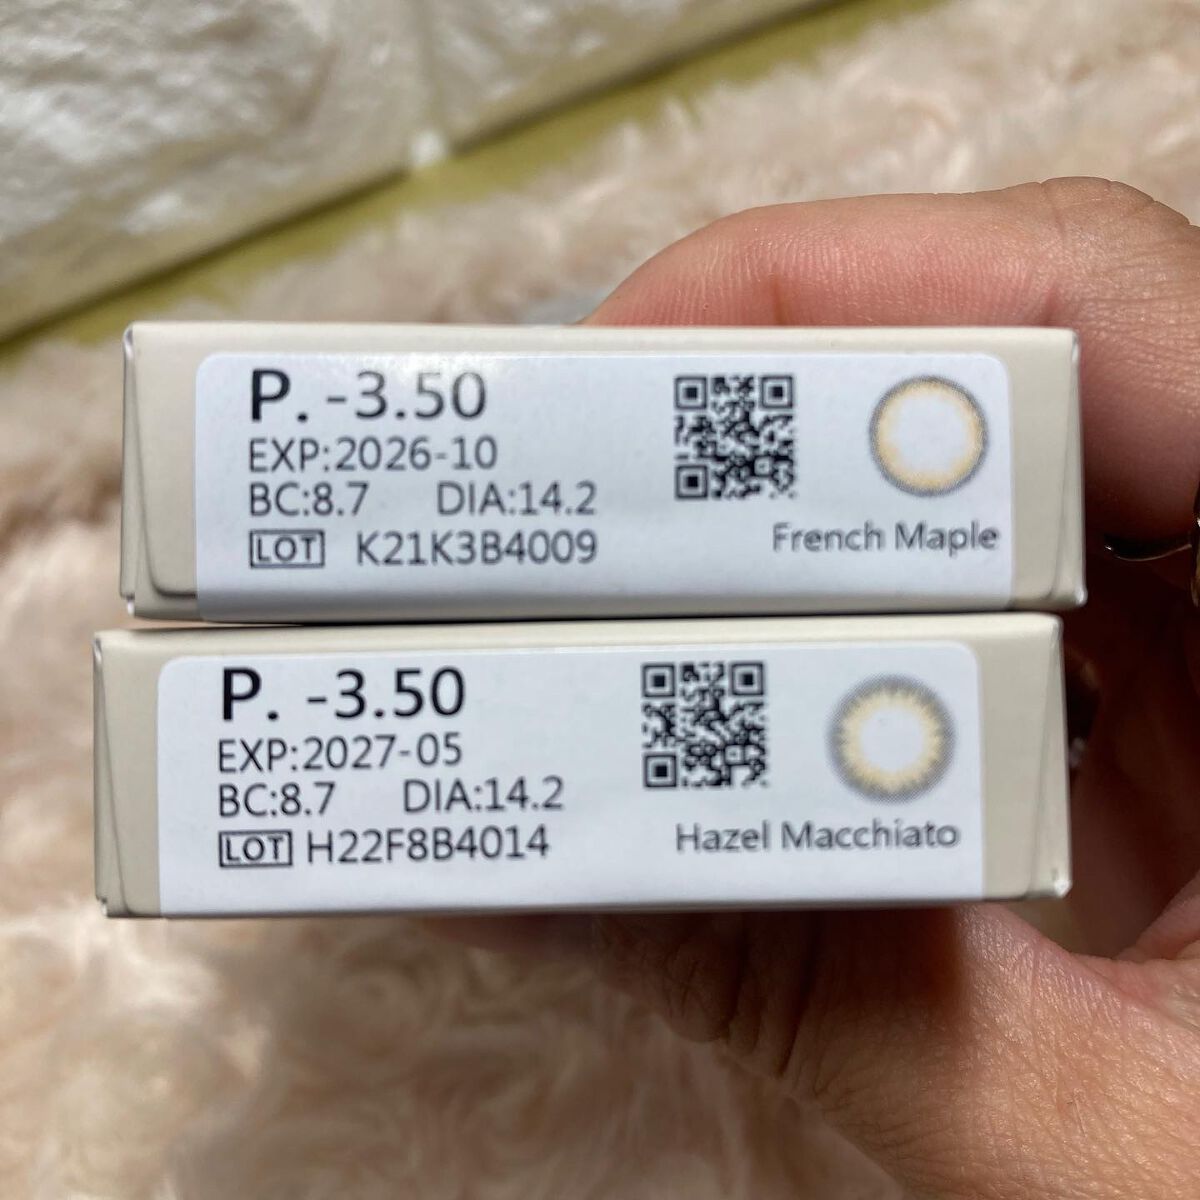 P. -3.50
EXP:2026-10
BC:8.7 DIA:14.2
LOT K21K3B4009
French Maple
P. -3.50
EXP:2027-05
BC:8.7 DIA:14.2
LOT H22F8B4014
Hazel Macchiato